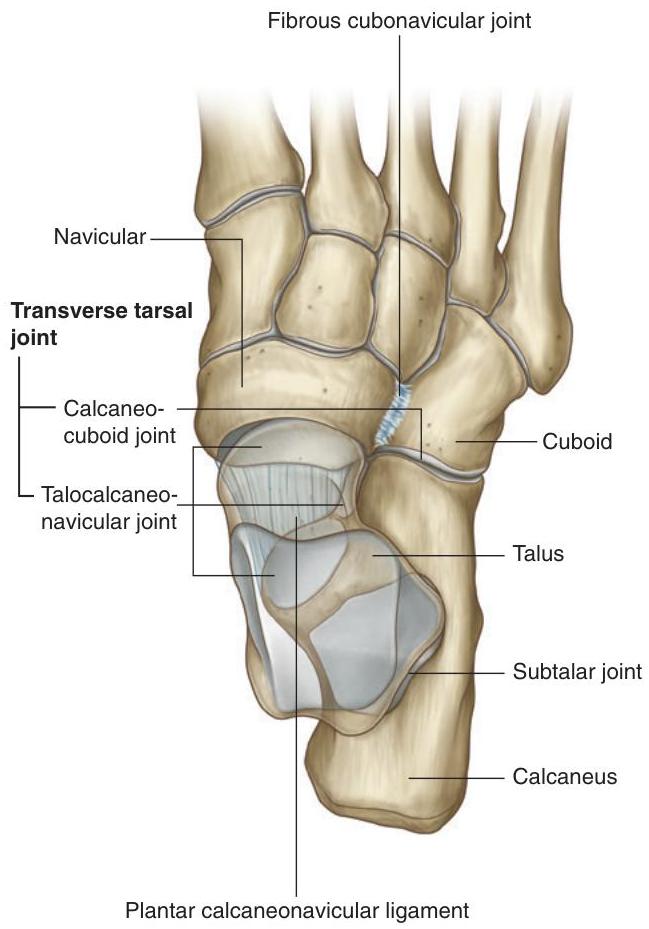 Fibrous cubonavicular joint
Navicular
Transverse tarsal
joint
Calcaneo-
cuboid joint
Cuboid
Talocalcaneo-
navicular joint
Talus
Subtalar joint
Calcaneus
Plantar calcaneonavicular ligament